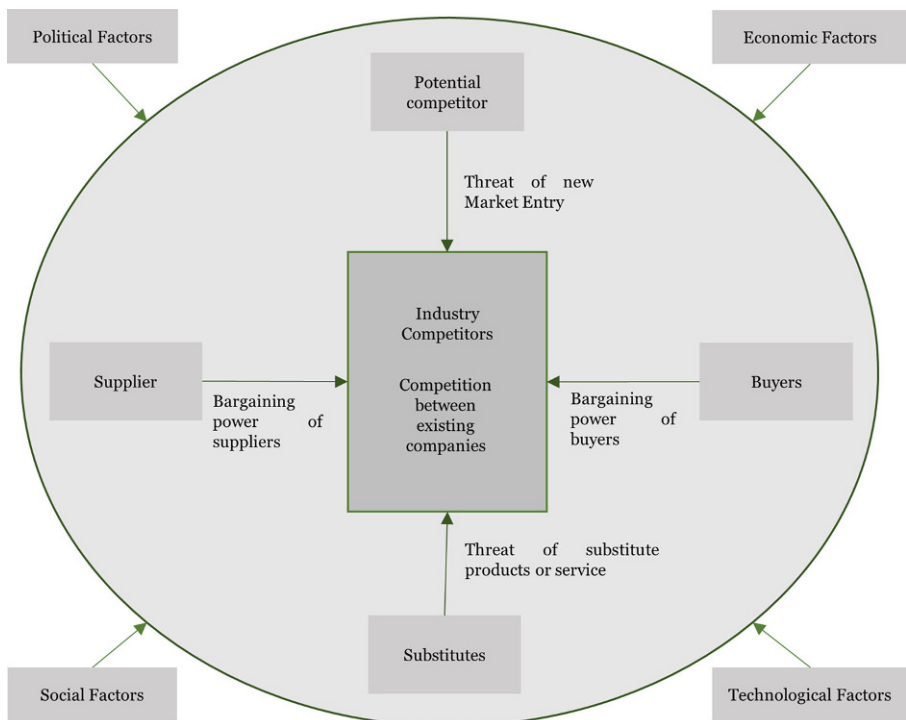 Political Factors
Economic Factors
Potential
competitor
Threat of new
Market Entry
Industry
Competitors
Competition
between
existing
companies
Supplier
Bargaining
power of
suppliers
Buyers
Bargaining
power of
buyers
Threat of substitute
products or service
Substitutes
Social Factors
Technological Factors